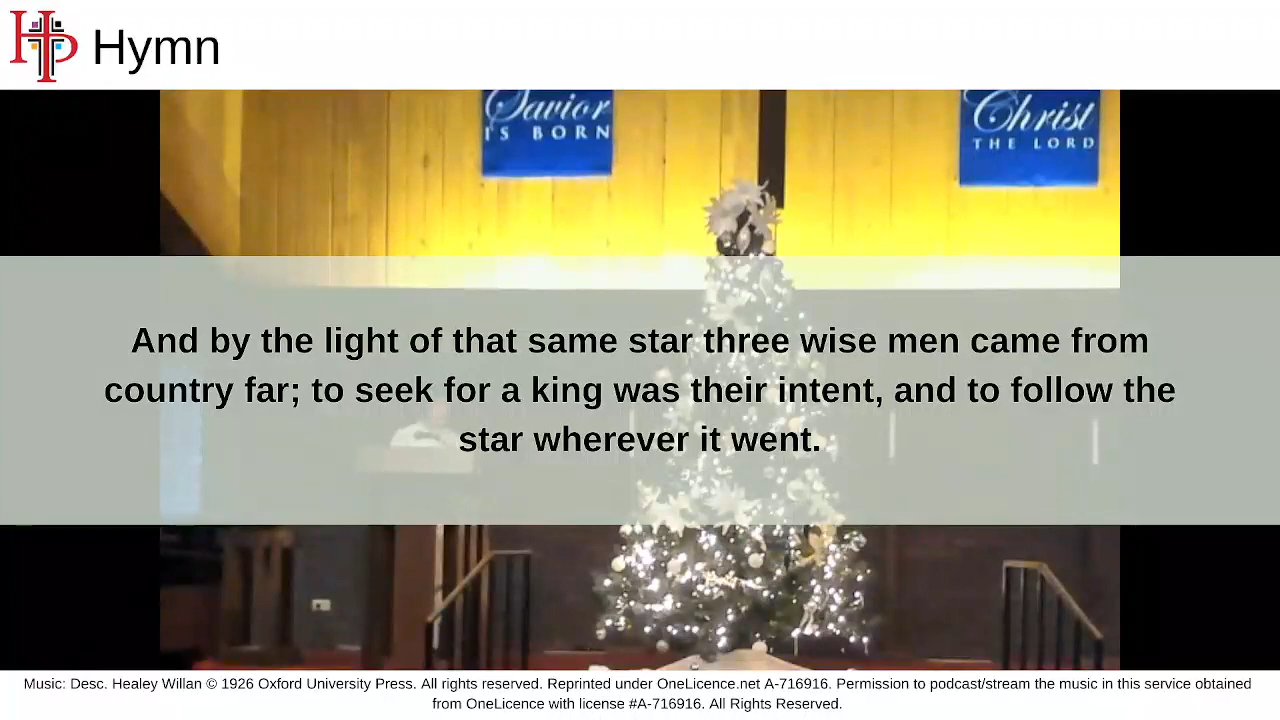 Hymn
Savior
IS BORN
Christ
THE LORD
And by the light of that same star three wise men came from
country far; to seek for a king was their intent, and to follow the
star wherever it went.
Music: Desc. Healey Willan © 1926 Oxford University Press. All rights reserved. Reprinted under OneLicence.net A-716916. Permission to podcast/stream the music in this service obtained
from OneLicence with license #A-716916. All Rights Reserved.